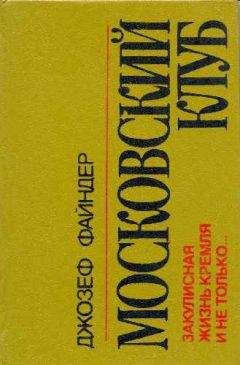 ДЖОЗЕФ ФАЙНДЕР
МОСКОВСКИЙ
КЛУБ
ЗАКУЛИСНАЯ
ЖИЗНЬ КРЕМЛЯ
И НЕ ТОЛЬКО...